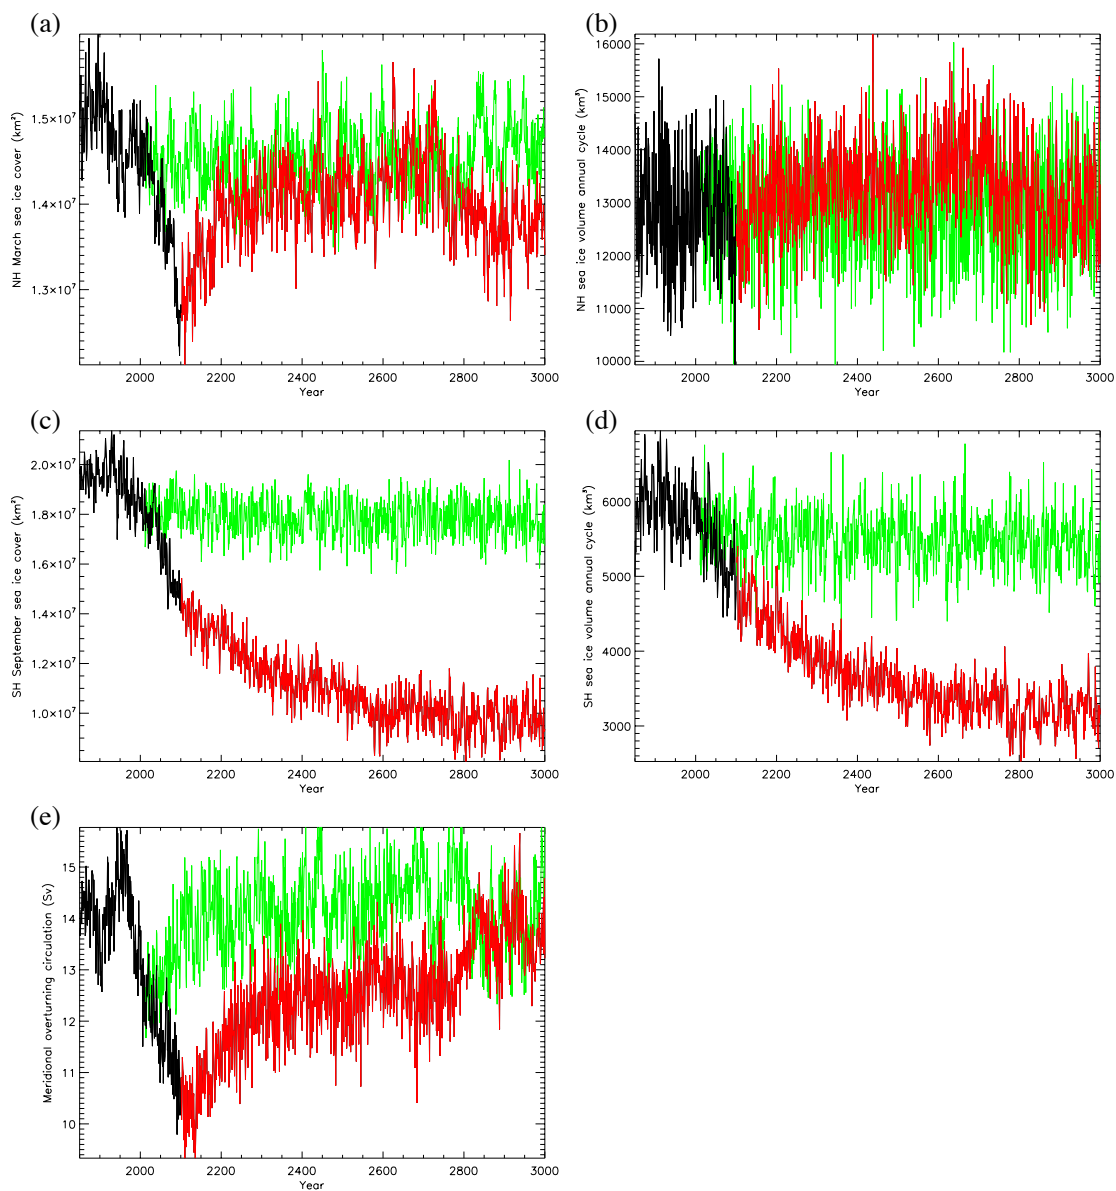 (a)
NH March sea ice cover (km²)
1.5×10⁷
1.4×10⁷
1.3×10⁷
2000 2200 2400 2600 2800 3000
Year
(b)
NH sea ice volume annual cycle (km³)
16000
15000
14000
13000
12000
11000
10000
2000 2200 2400 2600 2800 3000
Year
(c)
SH September sea ice cover (km²)
2.0×10⁷
1.8×10⁷
1.6×10⁷
1.4×10⁷
1.2×10⁷
1.0×10⁷
2000 2200 2400 2600 2800 3000
Year
(d)
SH sea ice volume annual cycle (km³)
6000
5000
4000
3000
2000 2200 2400 2600 2800 3000
Year
(e)
Meridional overturning circulation (Sv)
15
14
13
12
11
10
2000 2200 2400 2600 2800 3000
Year